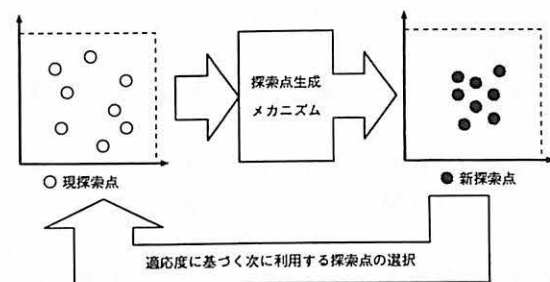 探索点生成
メカニズム
○ 現探索点
● 新探索点
適応度に基づく次に利用する探索点の選択